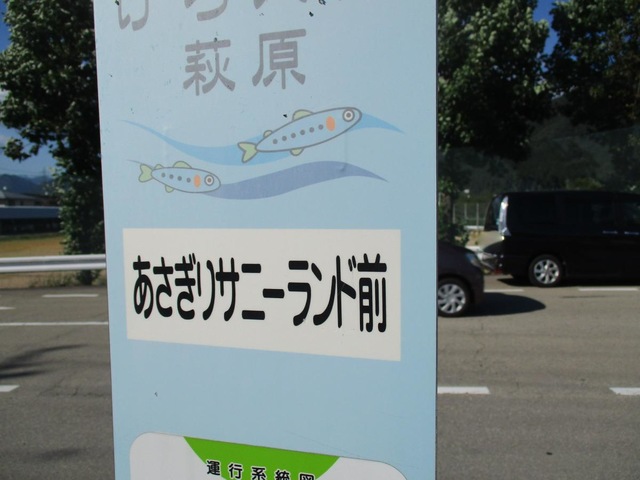 萩原
あさぎりサニーランド前
運行系統図